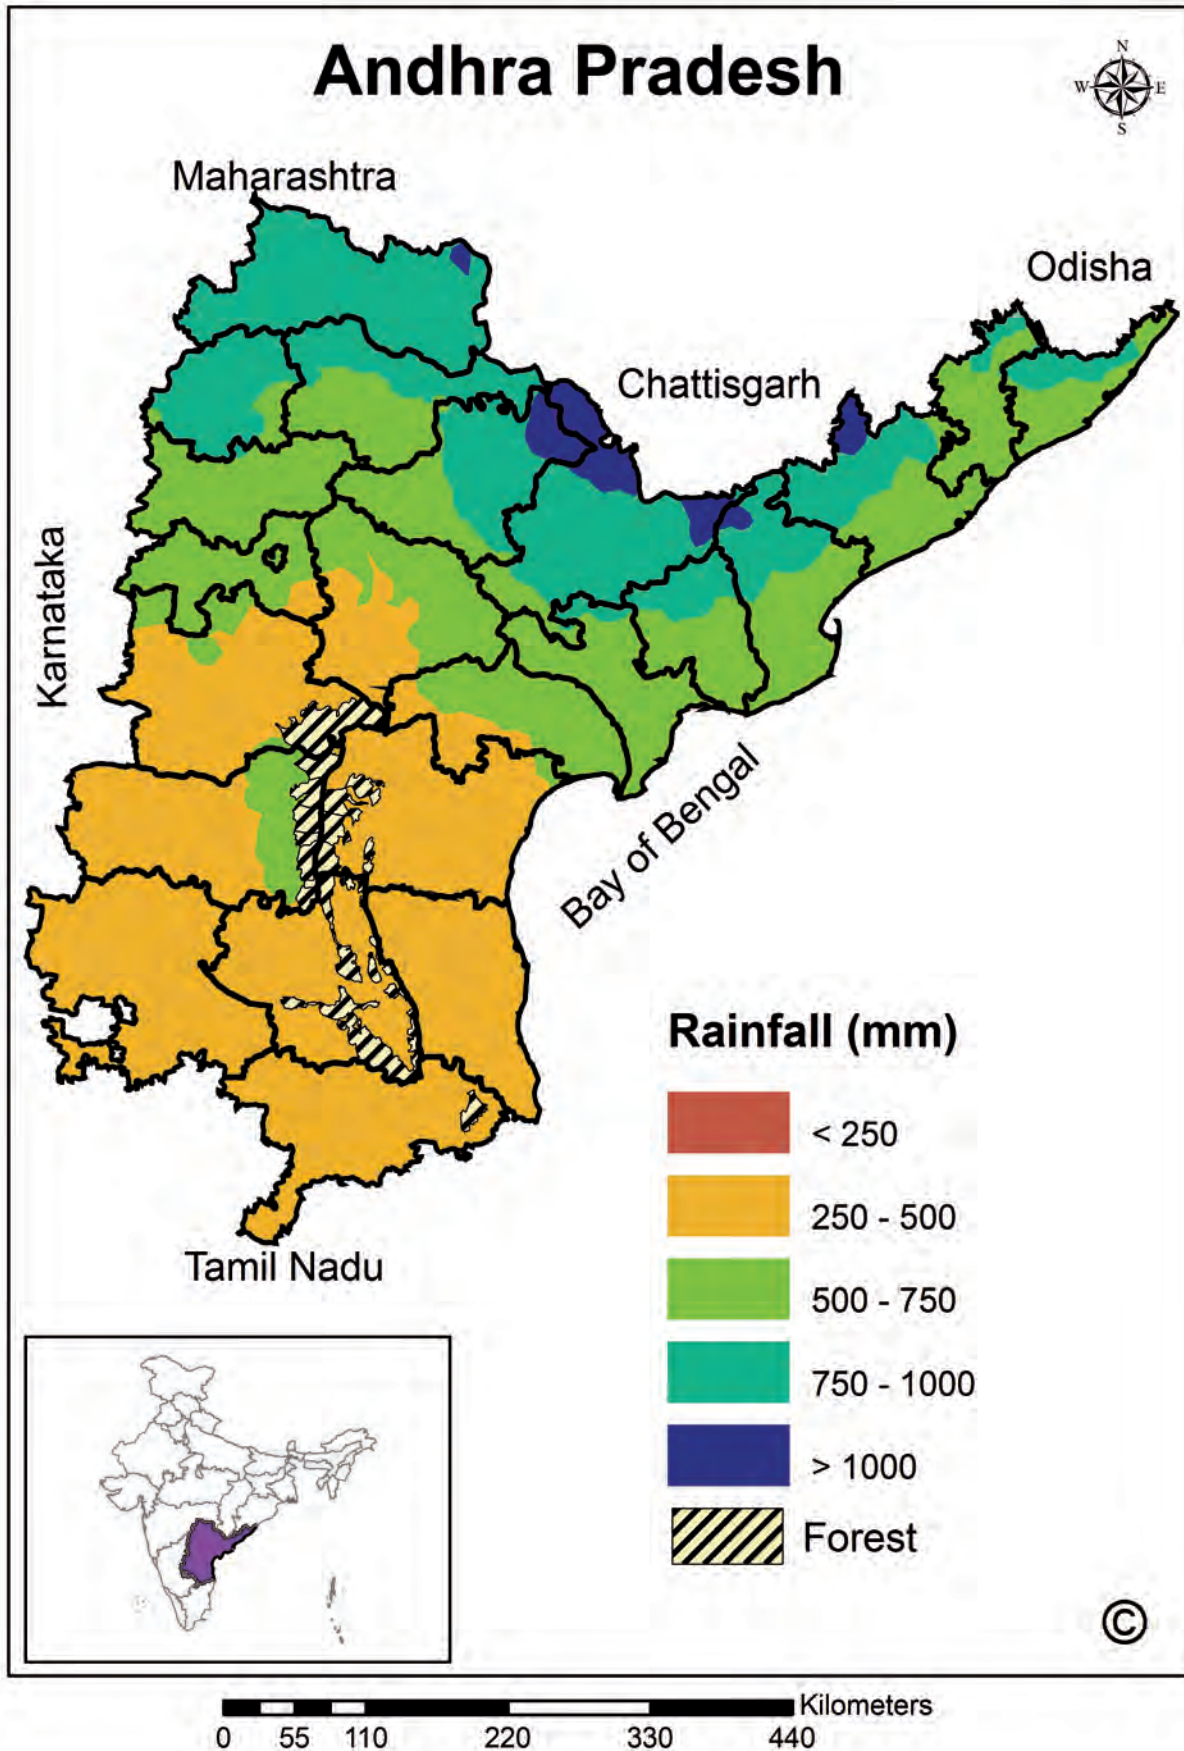 Andhra Pradesh
N
W
E
S
Maharashtra
Odisha
Chattisgarh
Karnataka
Bay of Bengal
Tamil Nadu
Rainfall (mm)
< 250
250 - 500
500 - 750
750 - 1000
> 1000
Forest
©
Kilometers
0 55 110 220 330 440